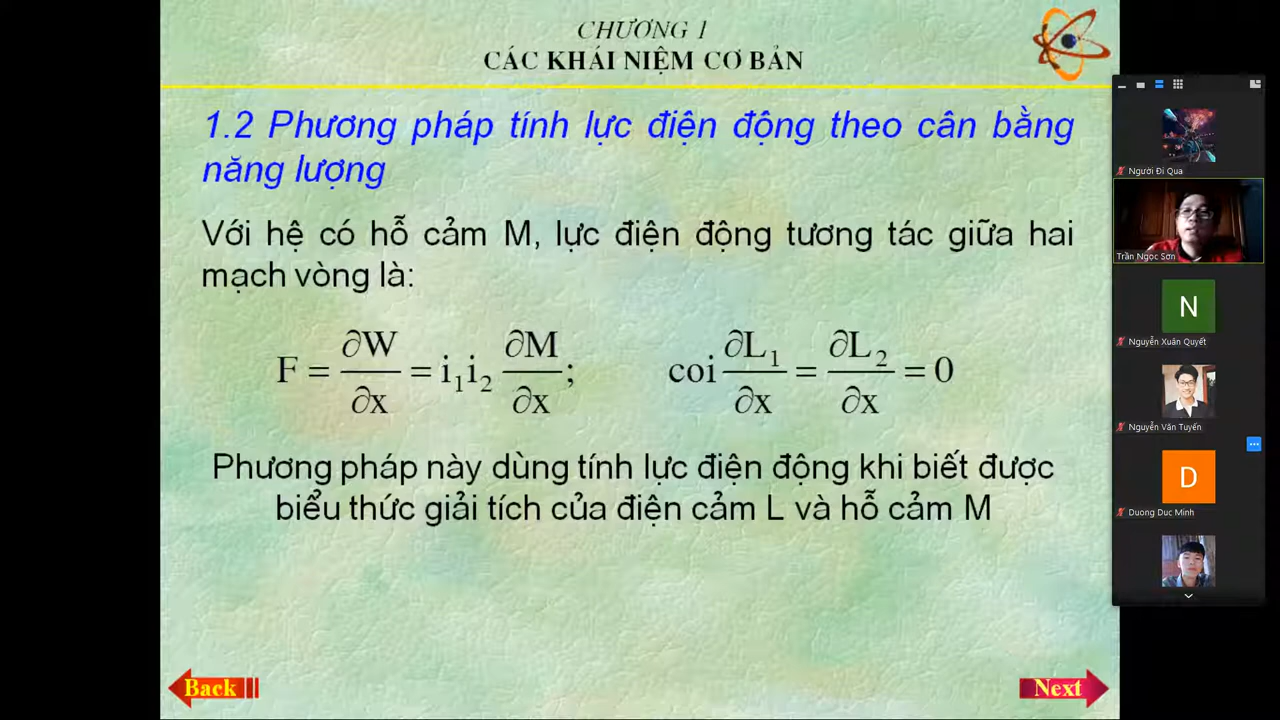 CHƯƠNG 1
CÁC KHÁI NIỆM CƠ BẢN
1.2 Phương pháp tính lực điện động theo cân bằng
năng lượng
Với hệ có hỗ cảm M, lực điện động tương tác giữa hai
mạch vòng là:
F = ∂W/∂x = i₁i₂ ∂M/∂x; coi ∂L₁/∂x = ∂L₂/∂x = 0
Phương pháp này dùng tính lực điện động khi biết được
biểu thức giải tích của điện cảm L và hỗ cảm M
Back
Next
Người Đi Qua
Trần Ngọc Sơn
N
Nguyễn Xuân Quyết
Nguyễn Văn Tuyến
D
Duong Duc Minh